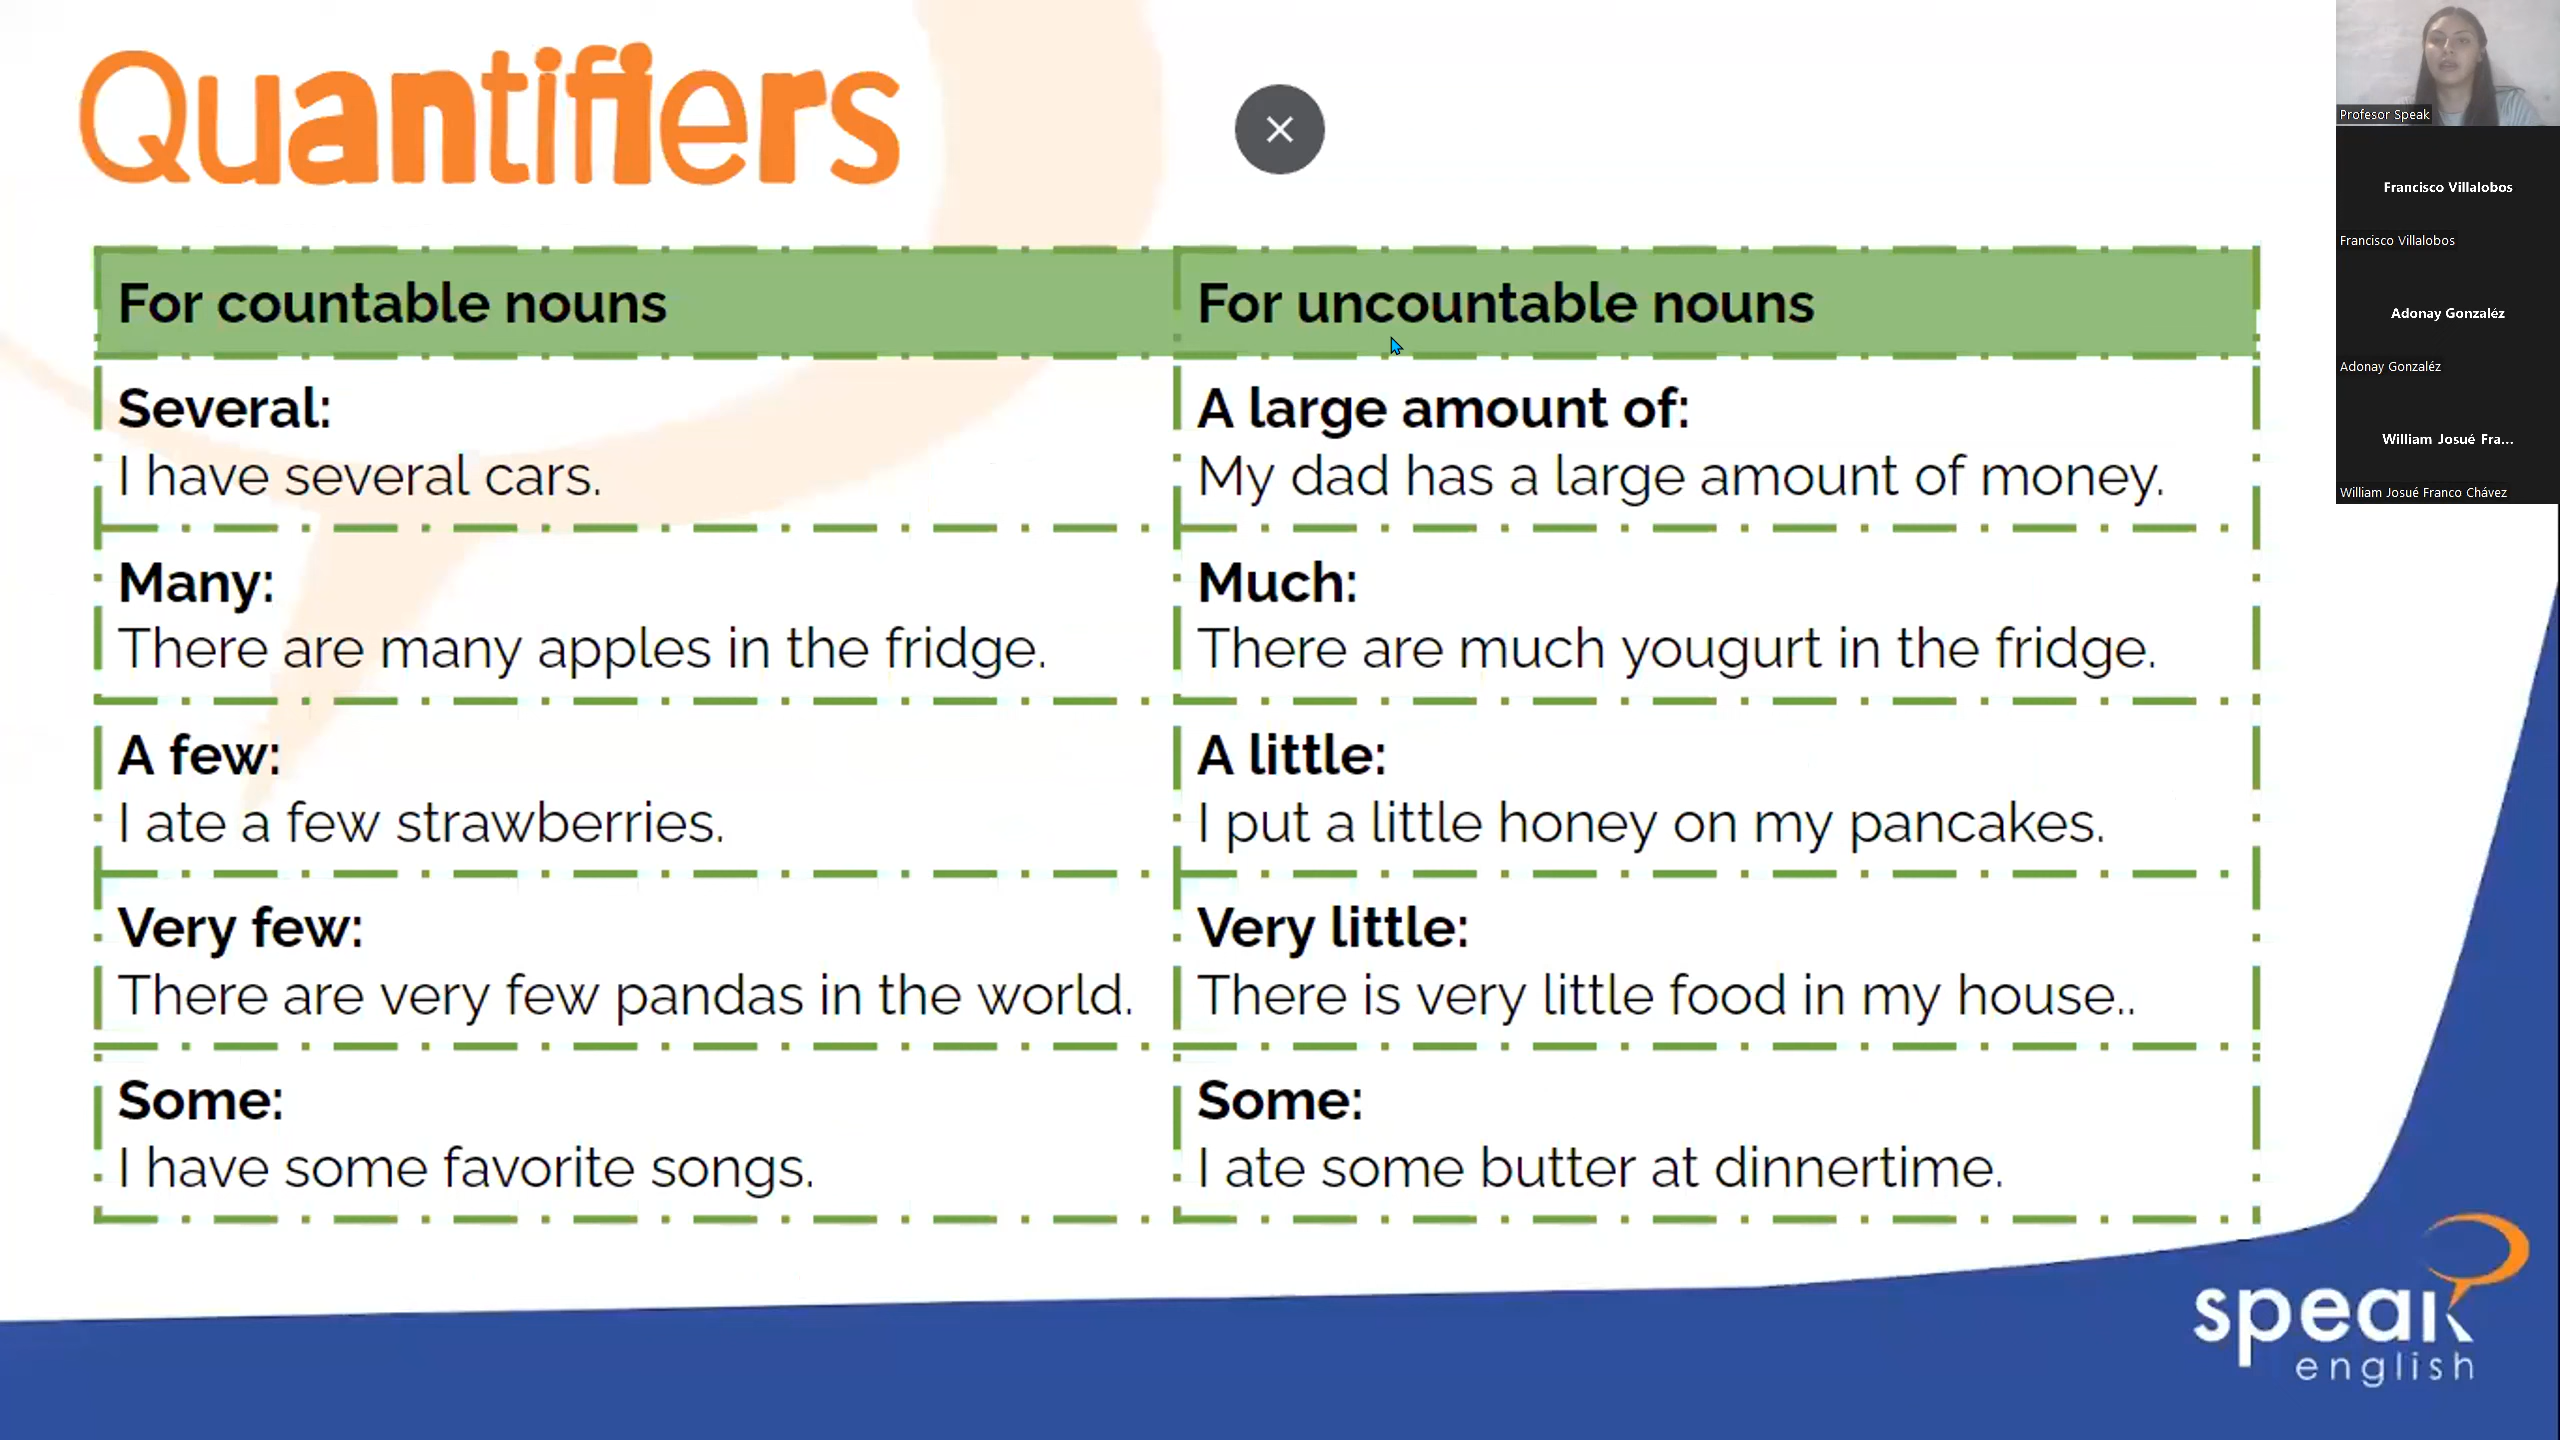 Quantifiers
For countable nouns
For uncountable nouns
Several:
I have several cars.
A large amount of:
My dad has a large amount of money.
Many:
There are many apples in the fridge.
Much:
There are much yougurt in the fridge.
A few:
I ate a few strawberries.
A little:
I put a little honey on my pancakes.
Very few:
There are very few pandas in the world.
Very little:
There is very little food in my house..
Some:
I have some favorite songs.
Some:
I ate some butter at dinnertime.
Profesor Speak
Francisco Villalobos
Francisco Villalobos
Adonay Gonzaléz
Adonay Gonzaléz
William Josué Fra...
William Josué Franco Chávez
speak
english